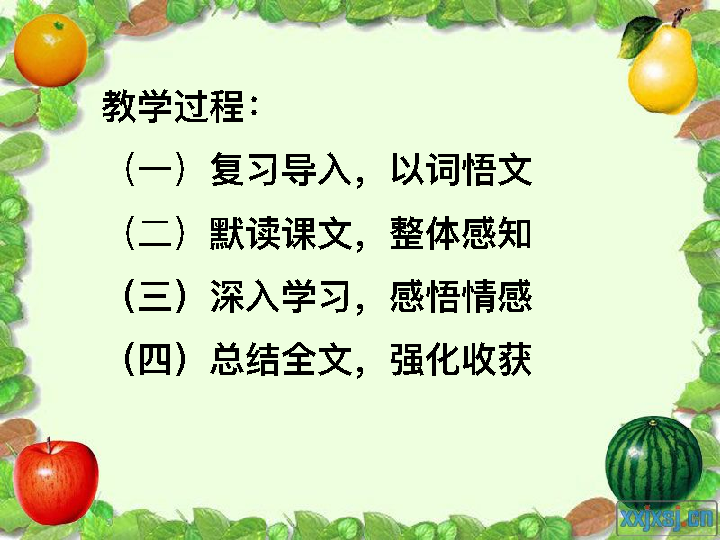 教学过程：
（一）复习导入，以词悟文
（二）默读课文，整体感知
（三）深入学习，感悟情感
（四）总结全文，强化收获
xxjxsj.cn